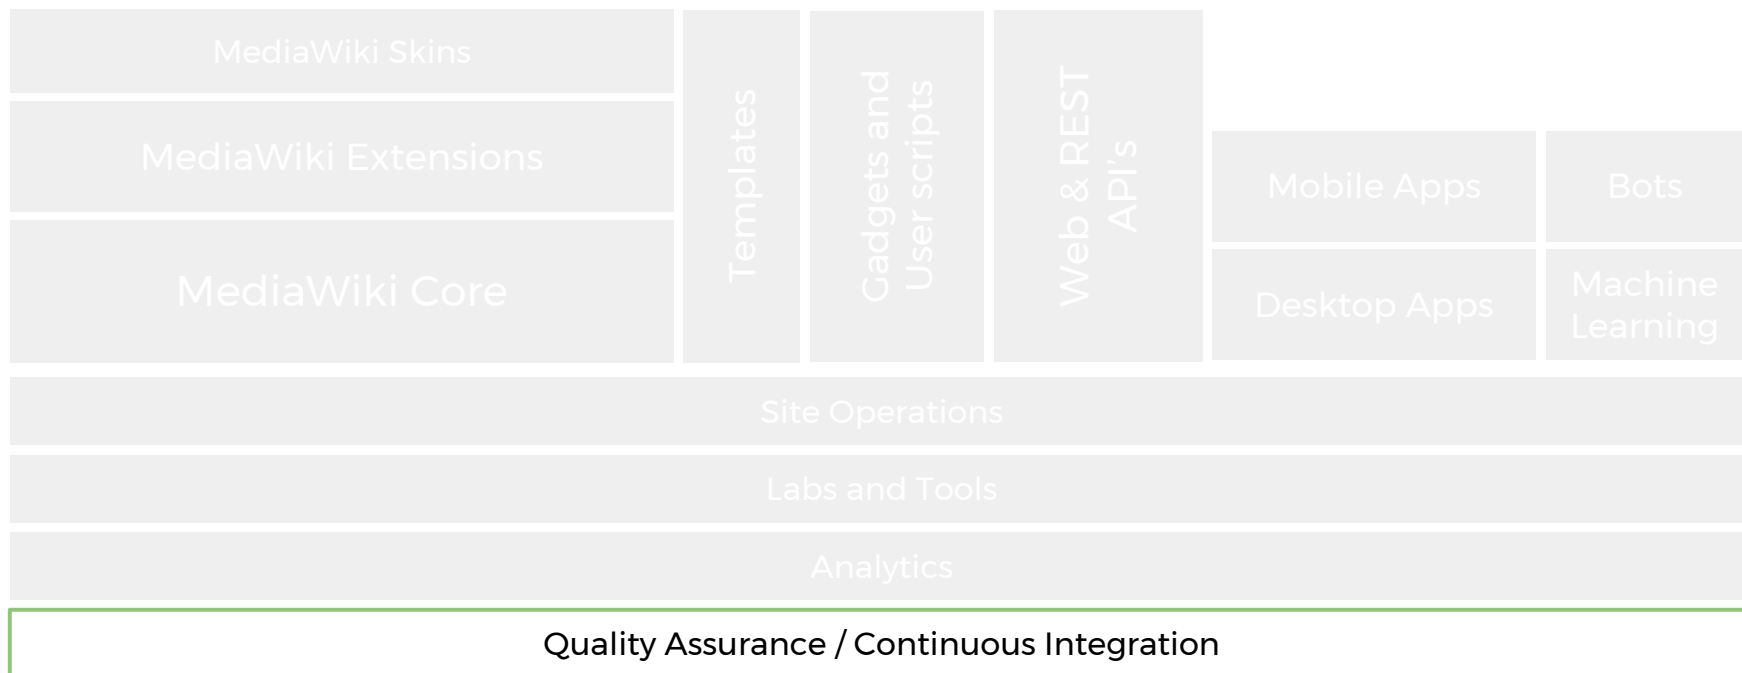 MediaWiki Skins
MediaWiki Extensions
MediaWiki Core
Templates
Gadgets and
User scripts
Web & REST
API's
Mobile Apps
Bots
Desktop Apps
Machine
Learning
Site Operations
Labs and Tools
Analytics
Quality Assurance / Continuous Integration